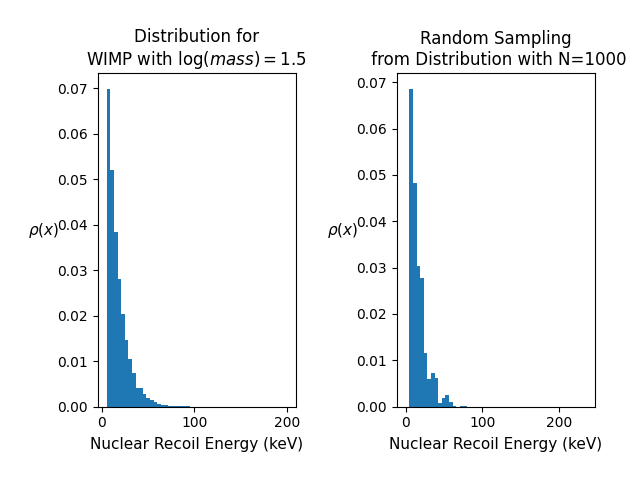 Distribution for
WIMP with log(mass) = 1.5
0.07
0.06
0.05
0.04
0.03
0.02
0.01
0.00
ρ(x)
0
100
200
Nuclear Recoil Energy (keV)
Random Sampling
from Distribution with N=1000
0.07
0.06
0.05
0.04
0.03
0.02
0.01
0.00
ρ(x)
0
100
200
Nuclear Recoil Energy (keV)